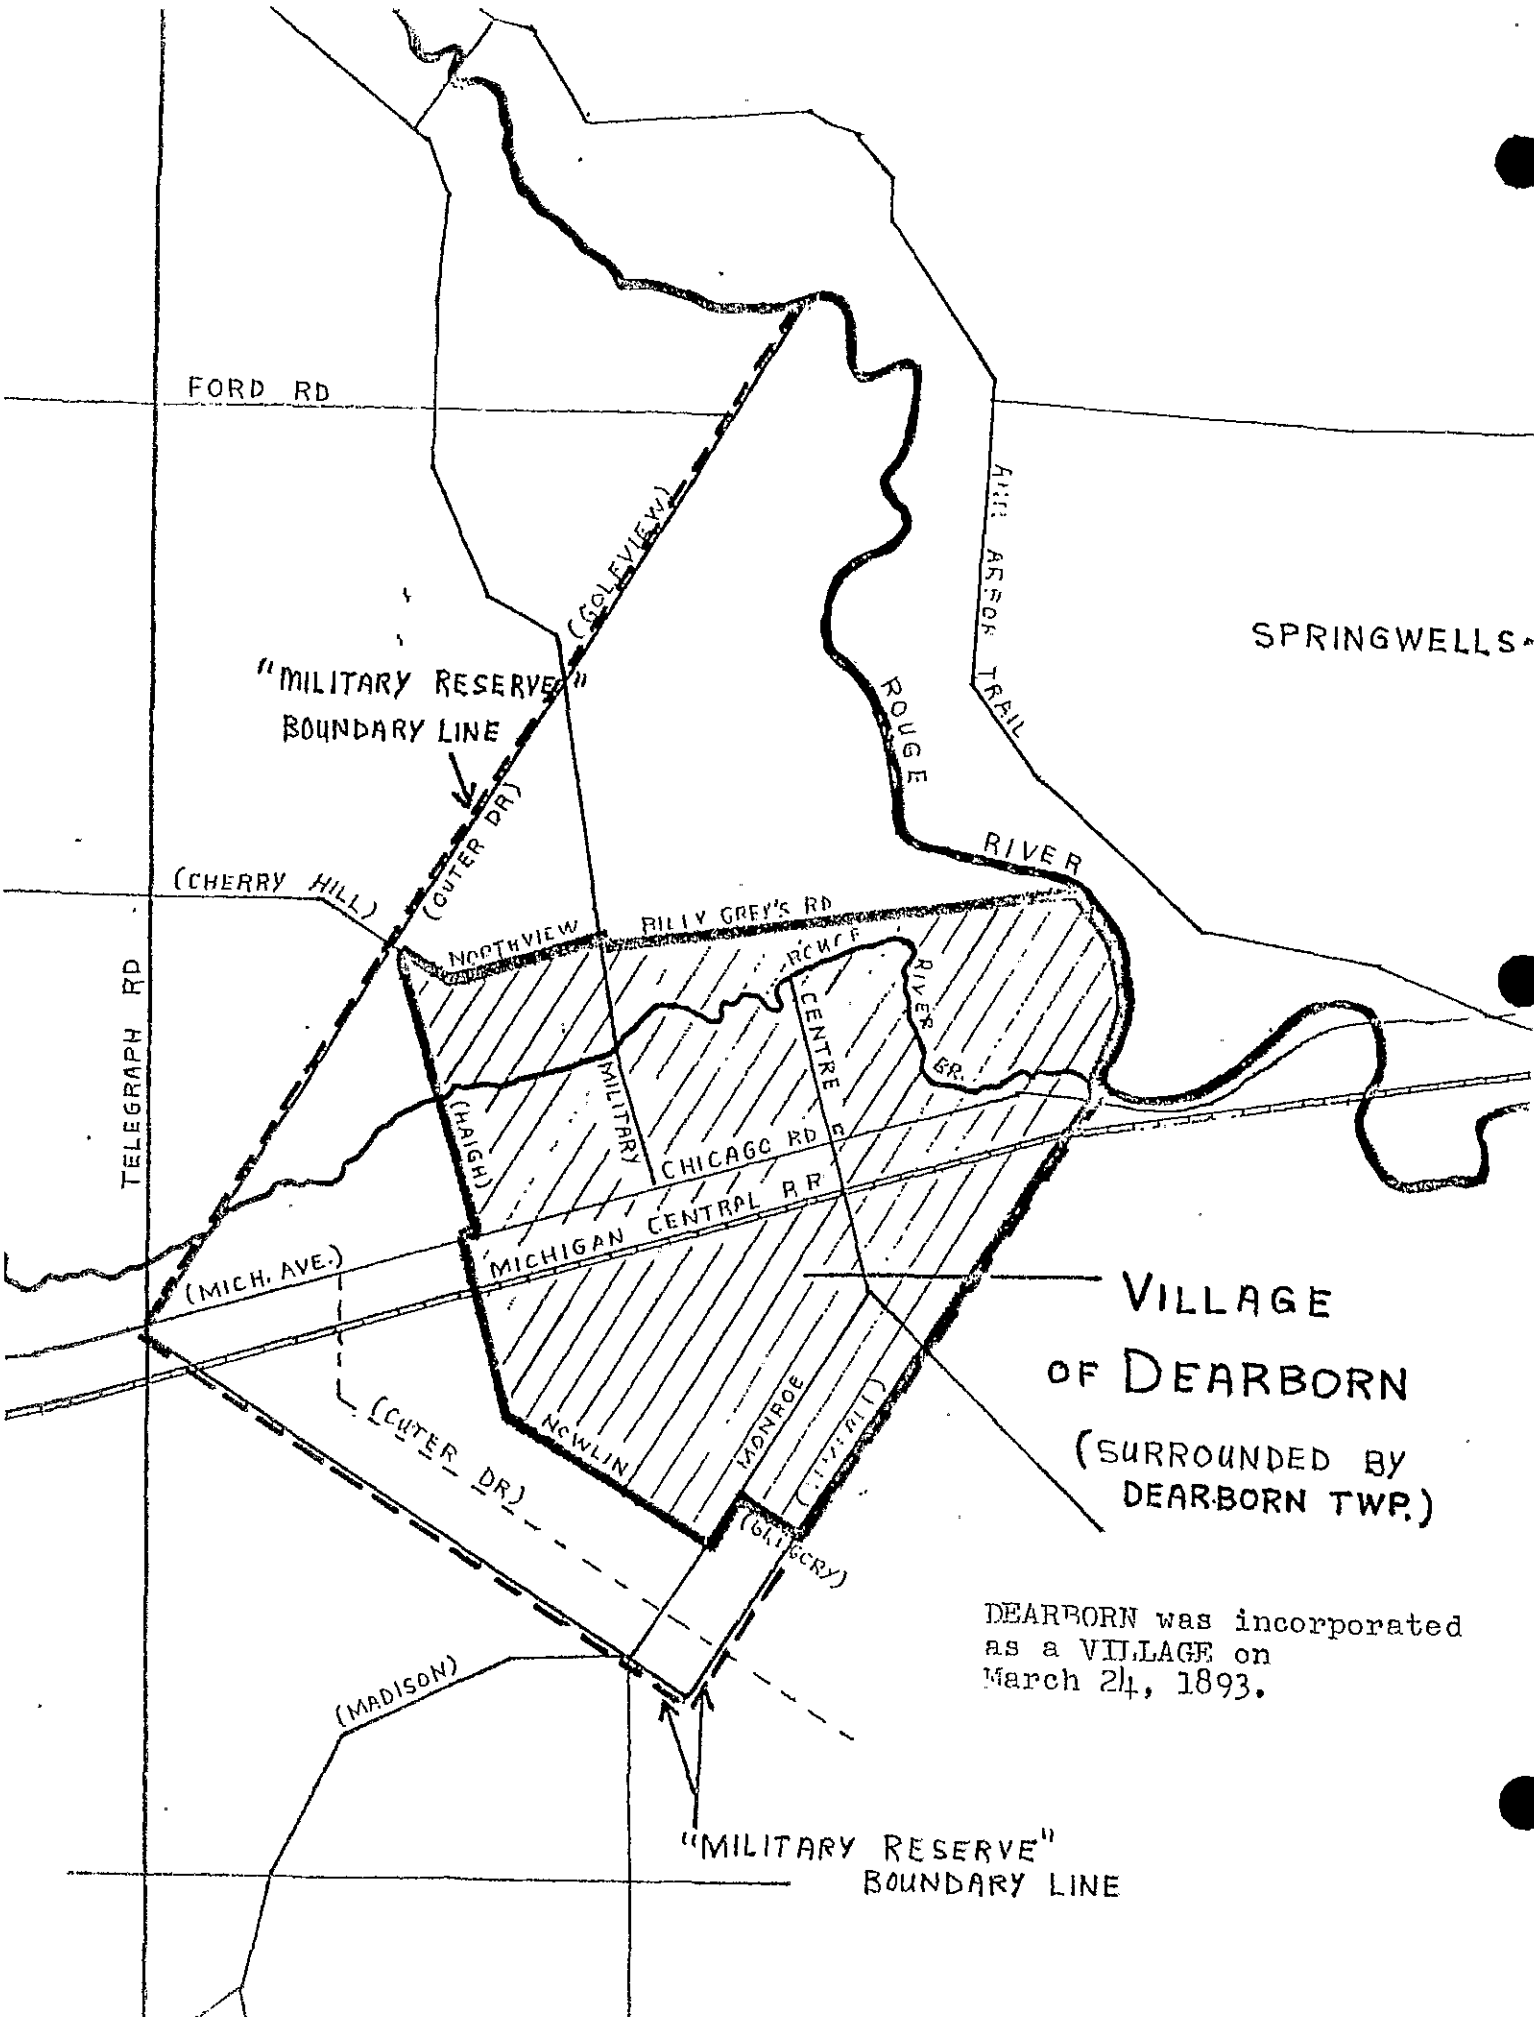 FORD RD
(GOLFVIEW)
ANN ARBOR TRAIL
SPRINGWELLS
"MILITARY RESERVE"
BOUNDARY LINE
ROUGE
RIVER
(OUTER DR)
(CHERRY HILL)
NORTHVIEW
BILLY GREY'S RD
ROUGE
RIVER
BR.
TELEGRAPH RD
CENTRE
MILITARY
(HAIGH)
CHICAGO RD
MICHIGAN CENTRAL RR
(MICH. AVE.)
VILLAGE
OF DEARBORN
(SURROUNDED BY
DEARBORN TWP.)
(OUTER DR)
NOWLIN
MONROE
(GREGORY)
DEARBORN was incorporated
as a VILLAGE on
March 24, 1893.
(MADISON)
"MILITARY RESERVE"
BOUNDARY LINE